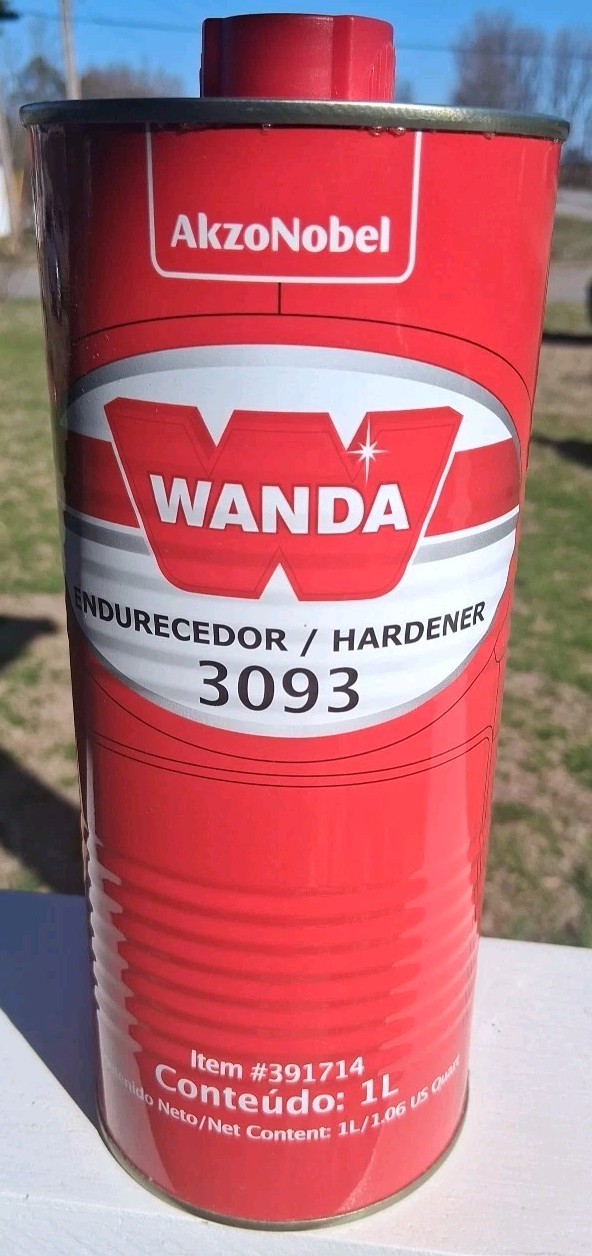 AkzoNobel
WANDA
ENDURECEDOR / HARDENER
3093
Item #391714
Conteúdo: 1L
Neto/Net Content: 1L/1.06 US Quart